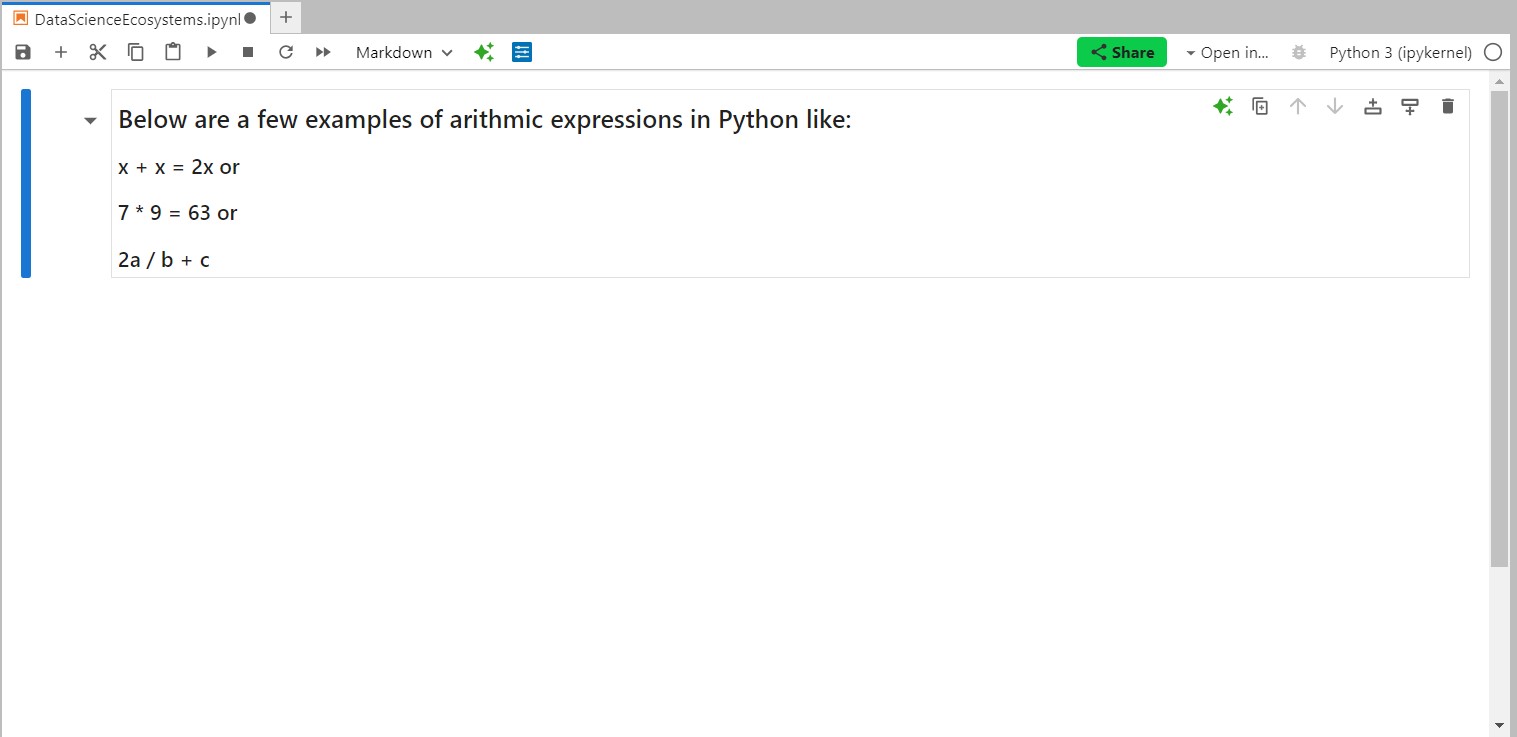 DataScienceEcosystems.ipynl
Markdown
Share
Open in...
Python 3 (ipykernel)
Below are a few examples of arithmic expressions in Python like:
x + x = 2x or
7 * 9 = 63 or
2a / b + c